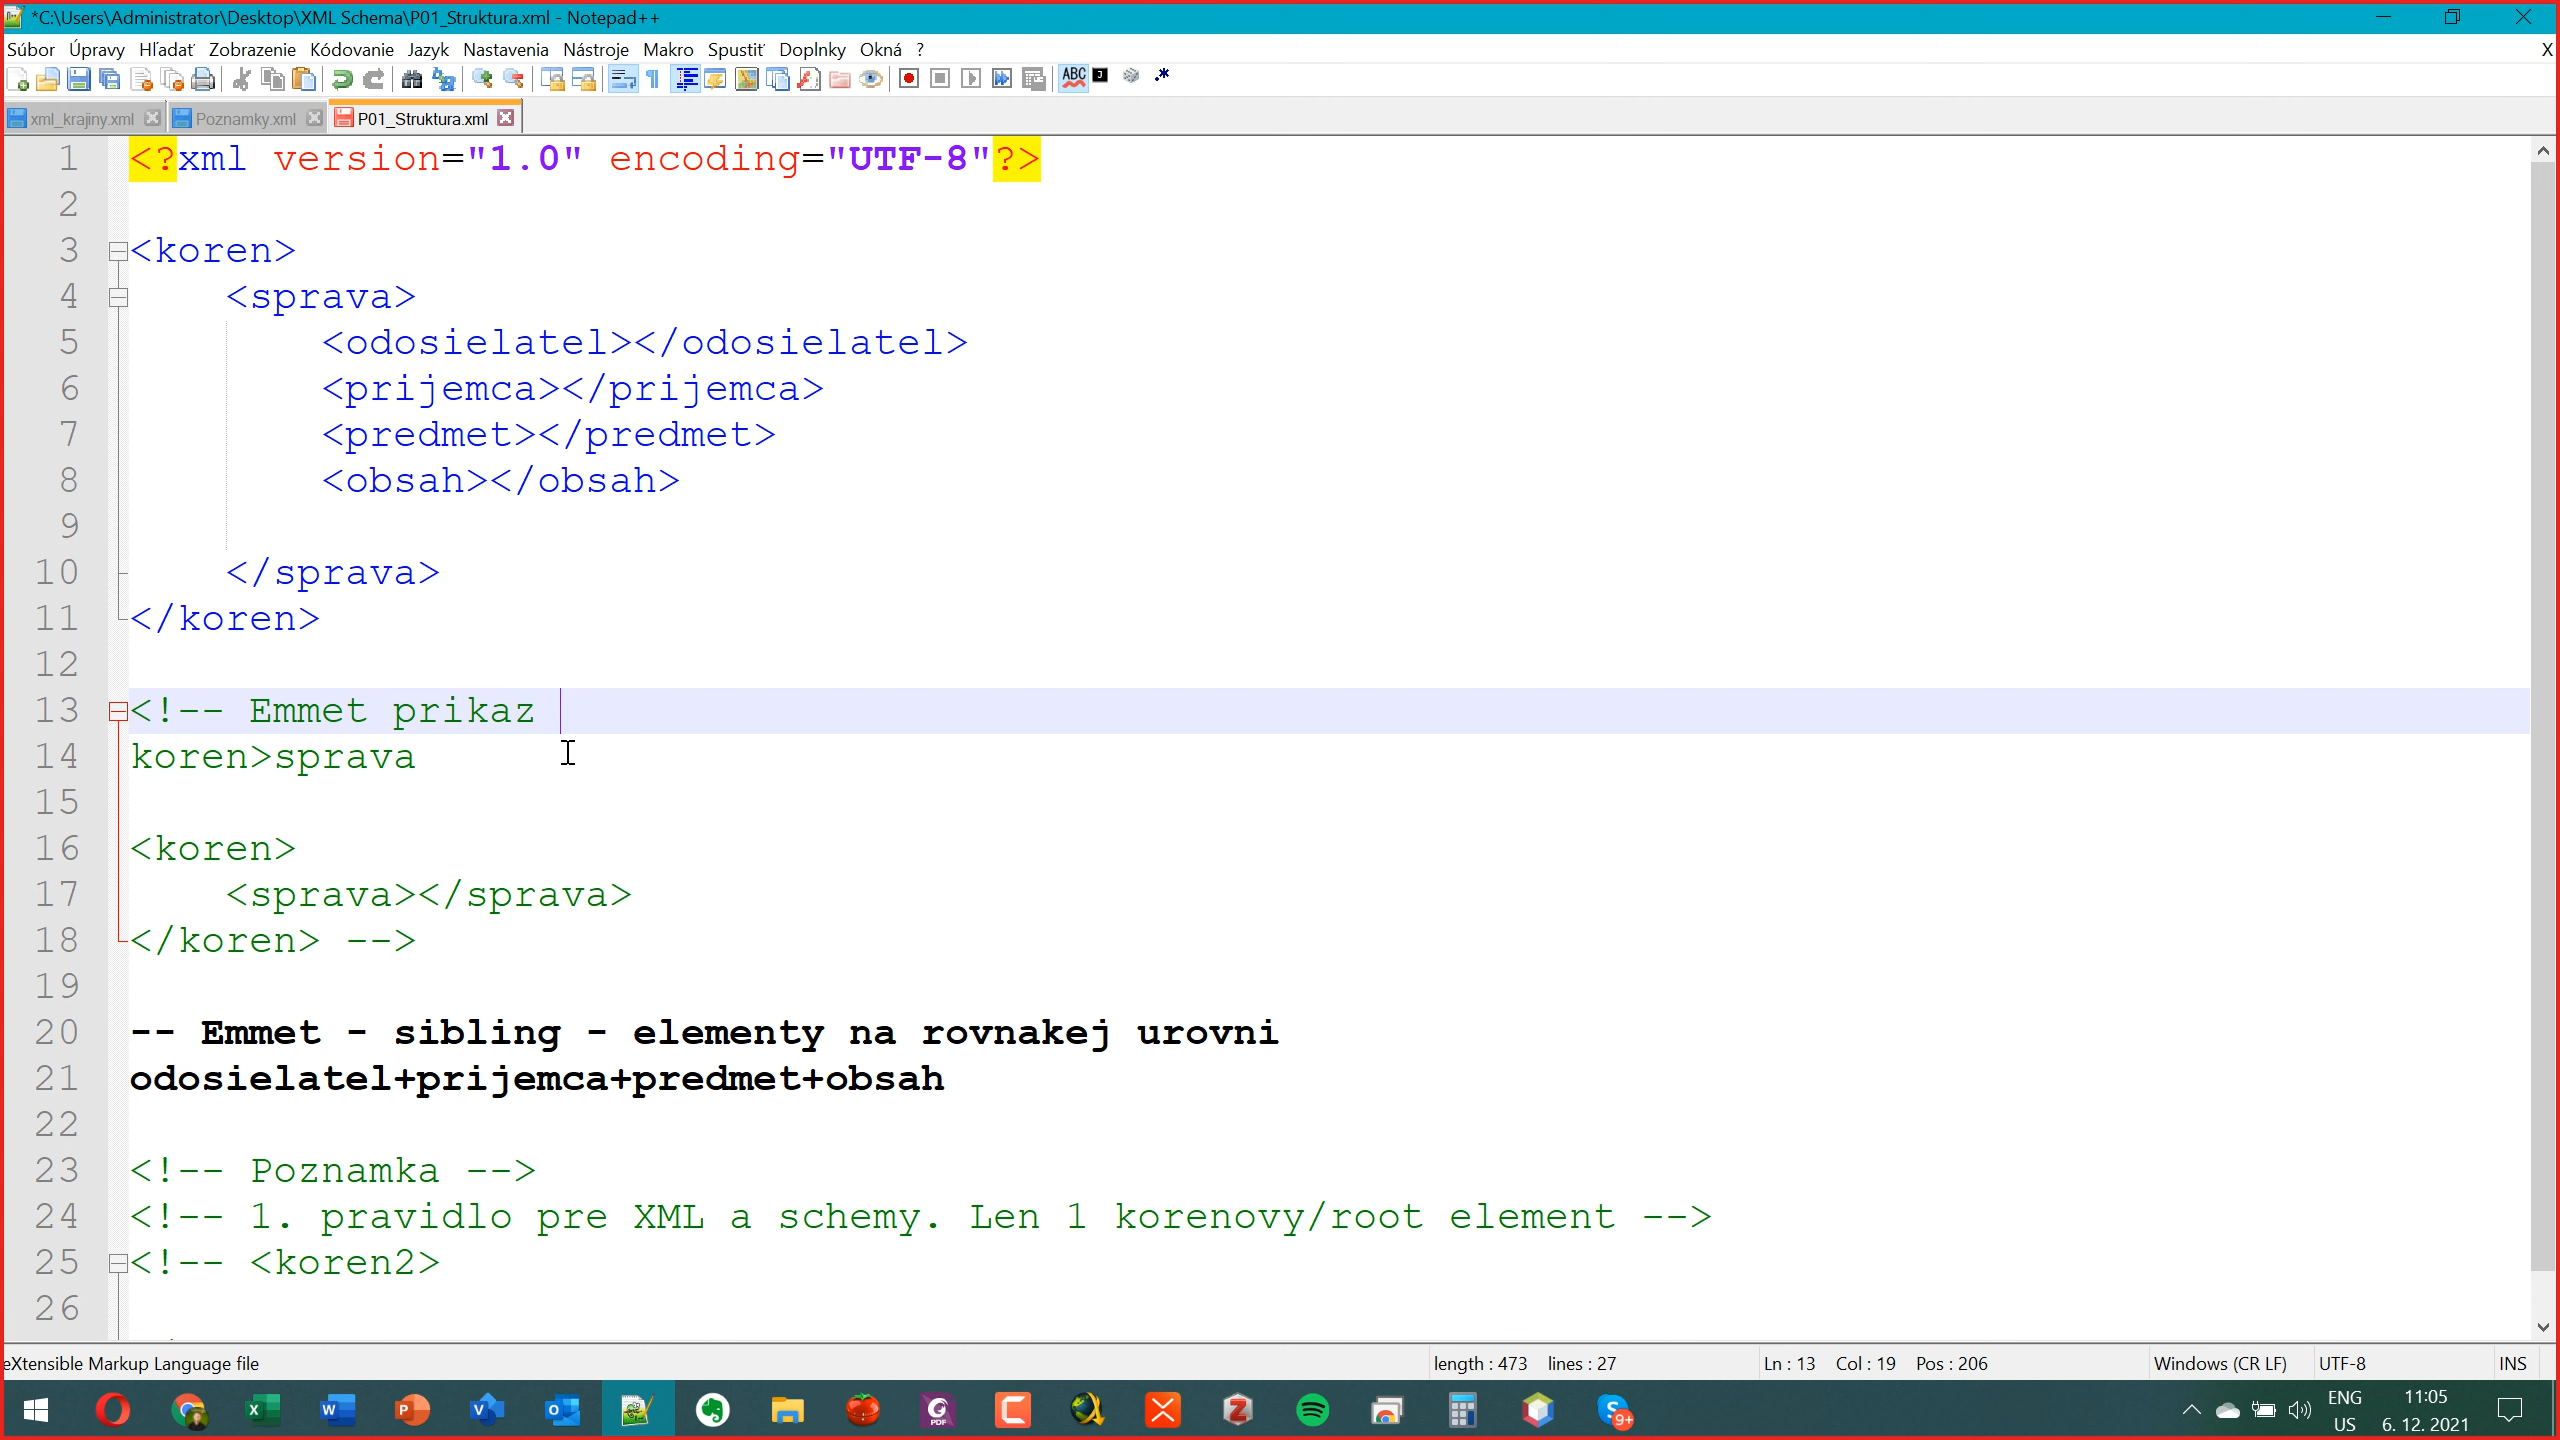 *C:\Users\Administrator\Desktop\XML Schema\P01_Struktura.xml - Notepad++
Súbor Úpravy Hľadať Zobrazenie Kódovanie Jazyk Nastavenia Nástroje Makro Spustiť Doplnky Okná ? X
xml_krajiny.xml Poznamky.xml P01_Struktura.xml
1 <?xml version="1.0" encoding="UTF-8"?>
2
3 <koren>
4 <sprava>
5 <odosielatel></odosielatel>
6 <prijemca></prijemca>
7 <predmet></predmet>
8 <obsah></obsah>
9
10 </sprava>
11 </koren>
12
13 <!-- Emmet prikaz
14 koren>sprava
15
16 <koren>
17 <sprava></sprava>
18 </koren> -->
19
20 -- Emmet - sibling - elementy na rovnakej urovni
21 odosielatel+prijemca+predmet+obsah
22
23 <!-- Poznamka -->
24 <!-- 1. pravidlo pre XML a schemy. Len 1 korenovy/root element -->
25 <!-- <koren2>
26
eXtensible Markup Language file length : 473 lines : 27 Ln : 13 Col : 19 Pos : 206 Windows (CR LF) UTF-8 INS
ENG 11:05
US 6. 12. 2021